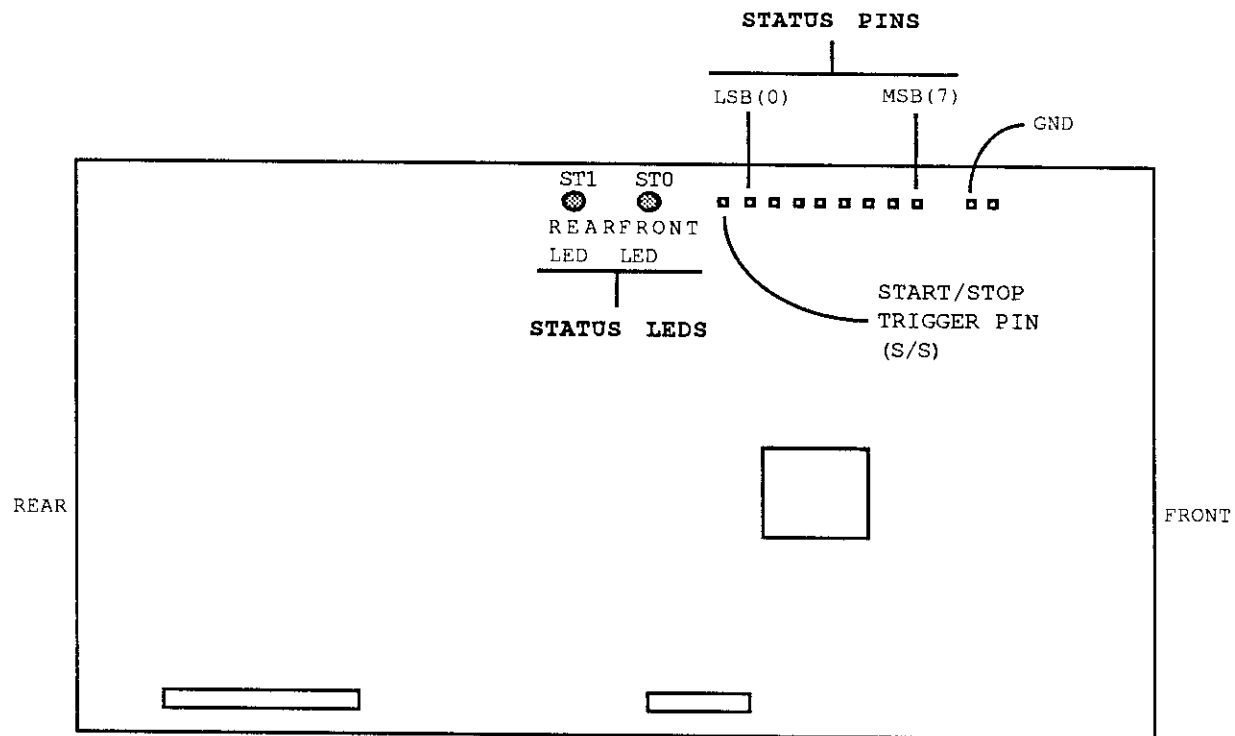 STATUS PINS
LSB(0) MSB(7)
GND
ST1 ST0
REARFRONT
LED LED
STATUS LEDS
START/STOP
TRIGGER PIN
(S/S)
REAR
FRONT